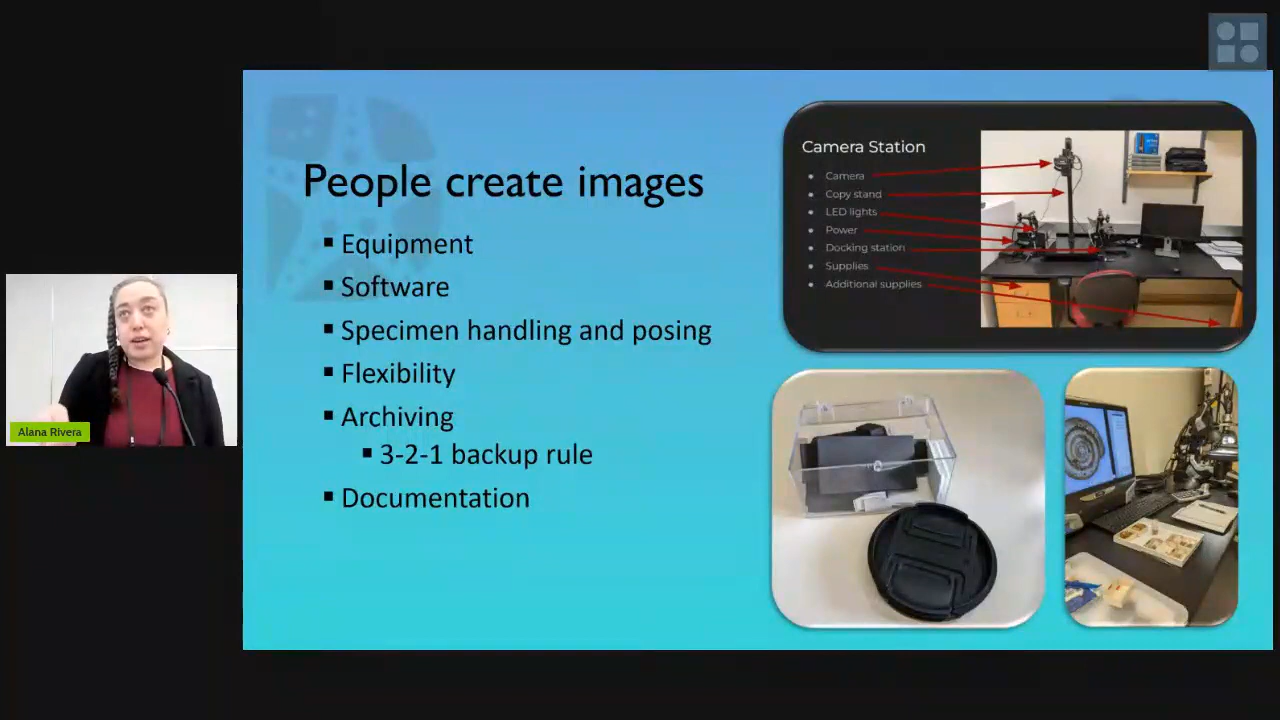 People create images
Equipment
Software
Specimen handling and posing
Flexibility
Archiving
3-2-1 backup rule
Documentation
Camera Station
Camera
Copy stand
LED lights
Power
Docking station
Supplies
Additional supplies
Alana Rivera